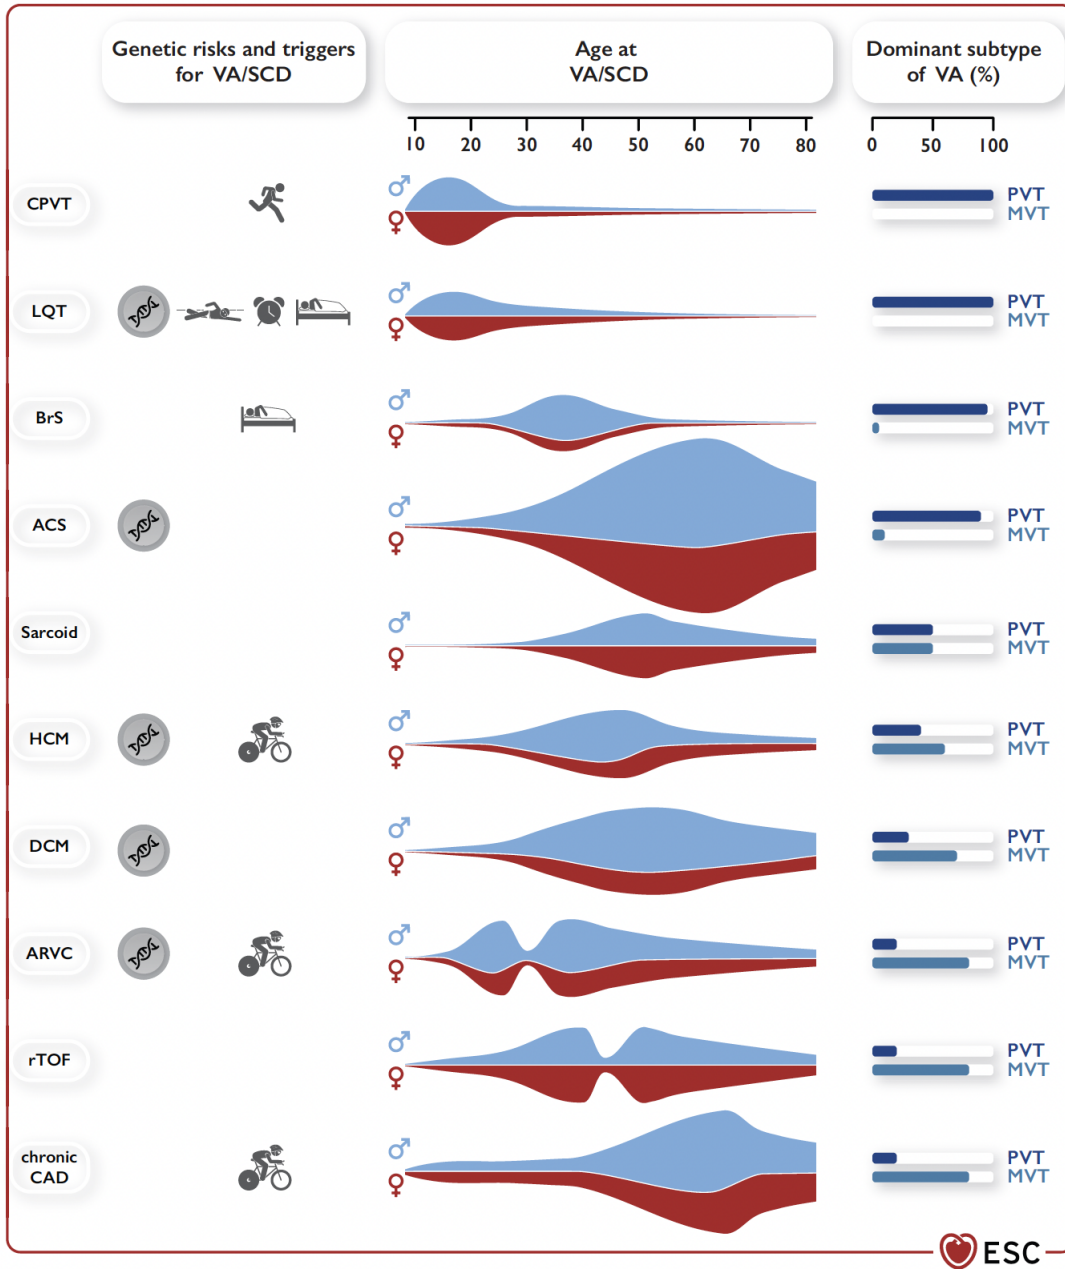 Genetic risks and triggers
for VA/SCD
Age at
VA/SCD
Dominant subtype
of VA (%)
10 20 30 40 50 60 70 80
0 50 100
CPVT
♂
♀
PVT
MVT
LQT
♂
♀
PVT
MVT
BrS
♂
♀
PVT
MVT
ACS
♂
♀
PVT
MVT
Sarcoid
♂
♀
PVT
MVT
HCM
♂
♀
PVT
MVT
DCM
♂
♀
PVT
MVT
ARVC
♂
♀
PVT
MVT
rTOF
♂
♀
PVT
MVT
chronic
CAD
♂
♀
PVT
MVT
ESC